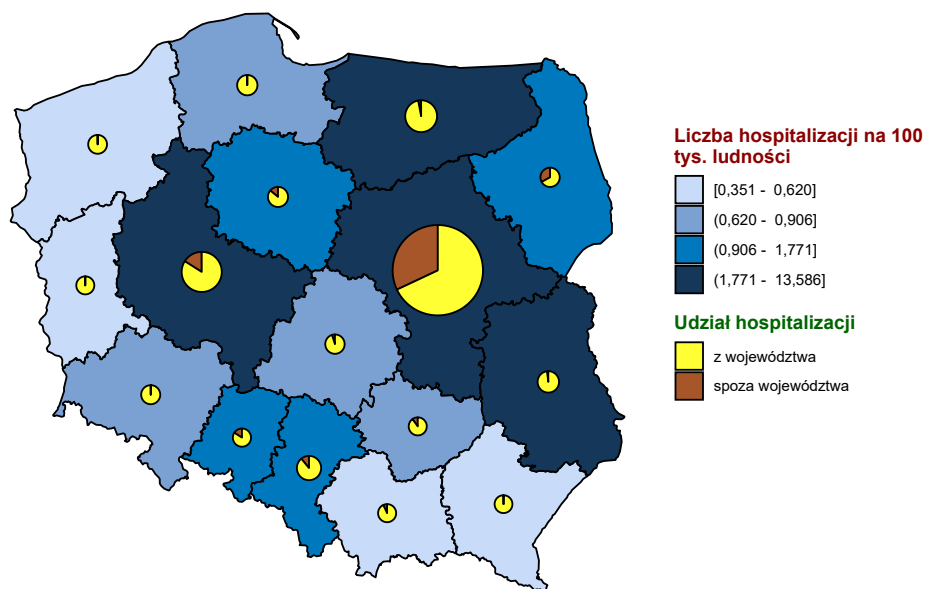 Liczba hospitalizacji na 100
tys. ludności
[0,351 - 0,620]
(0,620 - 0,906]
(0,906 - 1,771]
(1,771 - 13,586]
Udział hospitalizacji
z województwa
spoza województwa